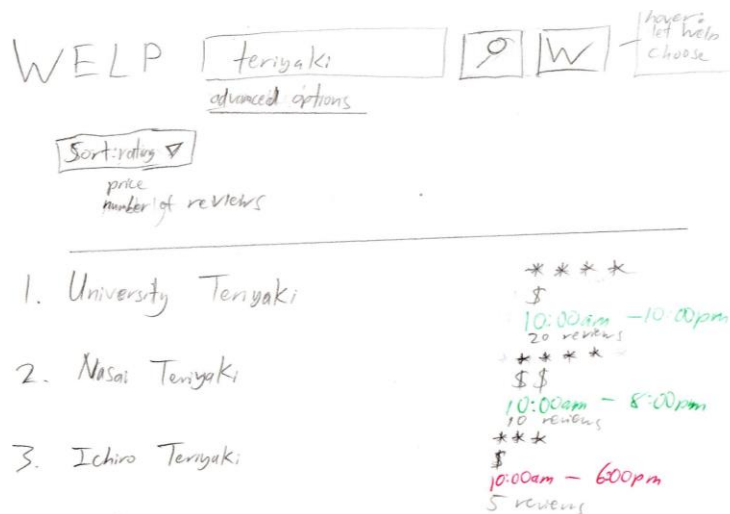 WELP
teriyaki
W
hover:
let Welp
choose
advanced options
Sort: rating
price
number of reviews
1. University Teriyaki
****
$
10:00am - 10:00pm
20 reviews
2. Nasai Teriyaki
****
$$
10:00am - 8:00pm
10 reviews
3. Ichiro Teriyaki
***
$
10:00am - 6:00pm
5 reviews